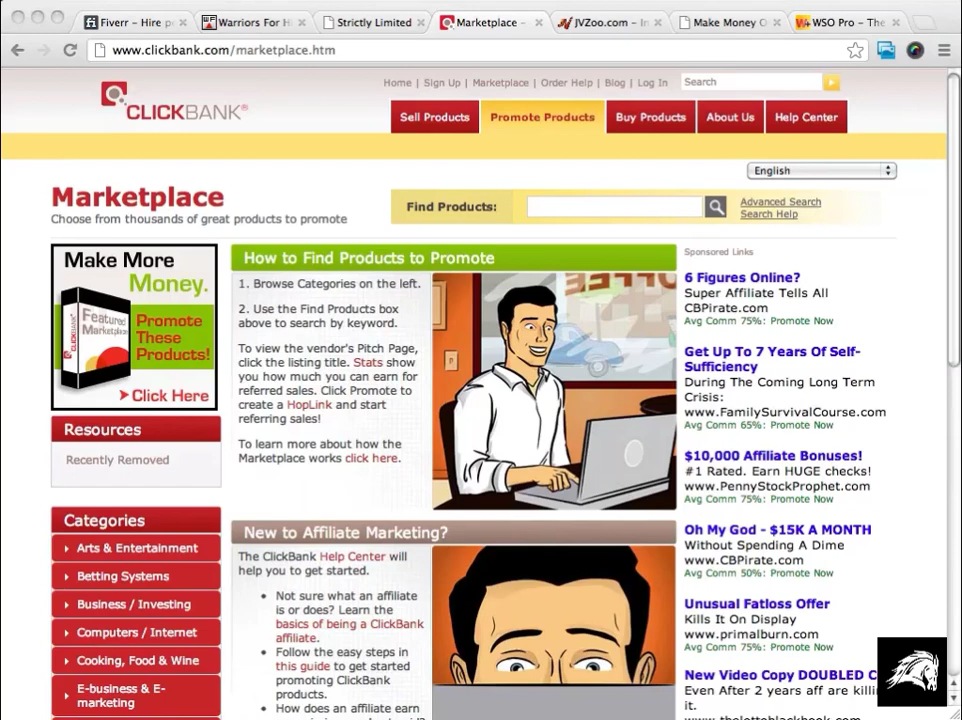 Fiverr - Hire pe
Warriors For Hi
Strictly Limited
Marketplace -
JVZoo.com - In
Make Money O
WSO Pro - The
www.clickbank.com/marketplace.htm
Home | Sign Up | Marketplace | Order Help | Blog | Log In
Search
CLICKBANK
Sell Products
Promote Products
Buy Products
About Us
Help Center
English
Marketplace
Choose from thousands of great products to promote
Find Products:
Advanced Search
Search Help
Make More
Money.
Featured
Marketplace
CLICKBANK
Promote
These
Products!
Click Here
Resources
Recently Removed
Categories
Arts & Entertainment
Betting Systems
Business / Investing
Computers / Internet
Cooking, Food & Wine
E-business & E-
marketing
How to Find Products to Promote
1. Browse Categories on the left.
2. Use the Find Products box
above to search by keyword.
To view the vendor's Pitch Page,
click the listing title. Stats show
you how much you can earn for
referred sales. Click Promote to
create a HopLink and start
referring sales!
To learn more about how the
Marketplace works click here.
COFFEE
New to Affiliate Marketing?
The ClickBank Help Center will
help you to get started.
• Not sure what an affiliate
is or does? Learn the
basics of being a ClickBank
affiliate.
• Follow the easy steps in
this guide to get started
promoting ClickBank
products.
• How does an affiliate earn
Sponsored Links
6 Figures Online?
Super Affiliate Tells All
CBPirate.com
Avg Comm 75%: Promote Now
Get Up To 7 Years Of Self-
Sufficiency
During The Coming Long Term
Crisis:
www.FamilySurvivalCourse.com
Avg Comm 65%: Promote Now
$10,000 Affiliate Bonuses!
#1 Rated. Earn HUGE checks!
www.PennyStockProphet.com
Avg Comm 75%: Promote Now
Oh My God - $15K A MONTH
Without Spending A Dime
www.CBPirate.com
Avg Comm 50%: Promote Now
Unusual Fatloss Offer
Kills It On Display
www.primalburn.com
Avg Comm 75%: Promote Now
New Video Copy DOUBLED C
Even After 2 years aff are killin
it.